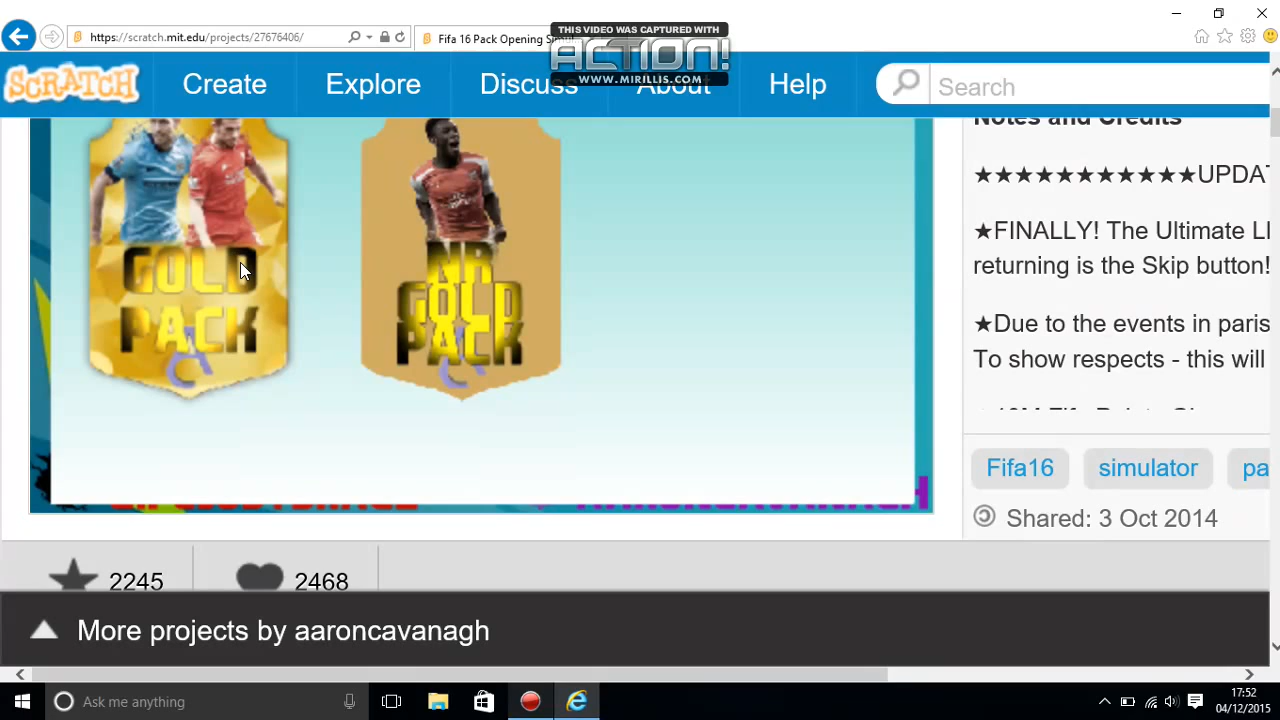 THIS VIDEO WAS CAPTURED WITH
ACTION!
WWW.MIRILLIS.COM
https://scratch.mit.edu/projects/27676406/
Fifa 16 Pack Opening Simul
SCRATCH
Create
Explore
Discuss
About
Help
Search
Notes and Credits
★★★★★★★★★★★UPDAT
★FINALLY! The Ultimate LI
returning is the Skip button!
★Due to the events in paris
To show respects - this will
GOLD
PACK
NR
GOLD
PACK
Fifa16
simulator
pa
Shared: 3 Oct 2014
2245
2468
More projects by aaroncavanagh
Ask me anything
17:52
04/12/2015